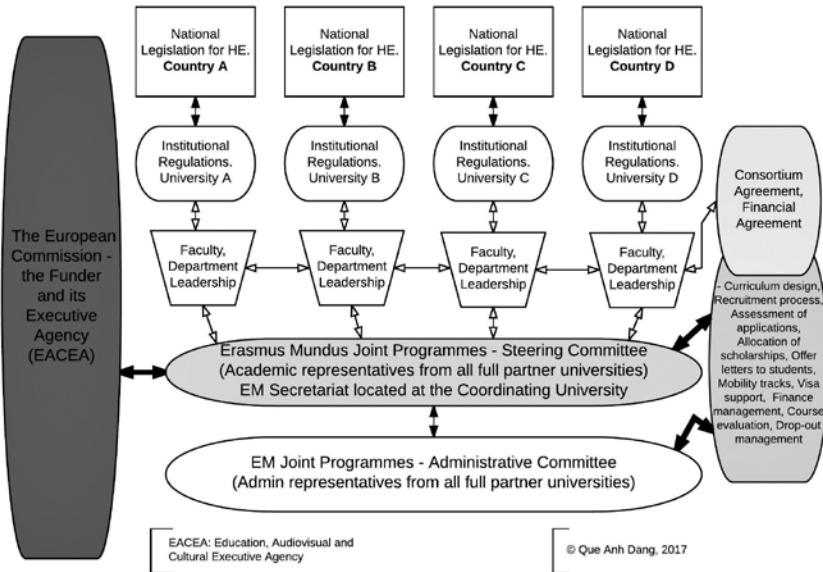 National
Legislation for HE.
Country A
National
Legislation for HE.
Country B
National
Legislation for HE.
Country C
National
Legislation for HE.
Country D
Institutional
Regulations.
University A
Institutional
Regulations.
University B
Institutional
Regulations.
University C
Institutional
Regulations.
University D
Consortium
Agreement,
Financial
Agreement
The European
Commission -
the Funder
and its
Executive
Agency
(EACEA)
Faculty,
Department
Leadership
Faculty,
Department
Leadership
Faculty,
Department
Leadership
Faculty,
Department
Leadership
- Curriculum design,
Recruitment process,
Assessment of
applications,
Allocation of
scholarships, Offer
letters to students,
Mobility tracks, Visa
support, Finance
management, Course
evaluation, Drop-out
management
Erasmus Mundus Joint Programmes - Steering Committee
(Academic representatives from all full partner universities)
EM Secretariat located at the Coordinating University
EM Joint Programmes - Administrative Committee
(Admin representatives from all full partner universities)
EACEA: Education, Audiovisual and
Cultural Executive Agency
© Que Anh Dang, 2017